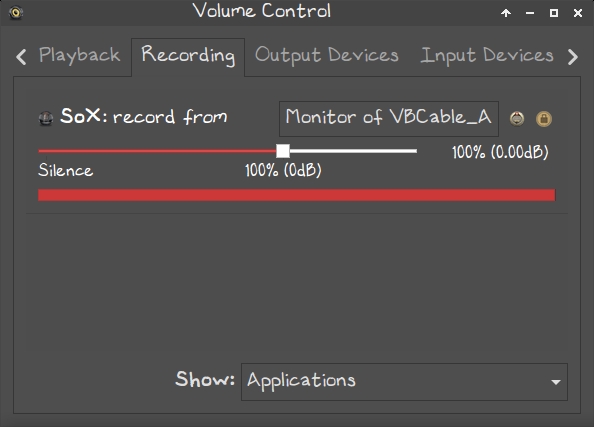 Volume Control
Playback Recording Output Devices Input Devices
SoX: record from Monitor of VBCable_A
100% (0.00dB)
Silence 100% (0dB)
Show: Applications